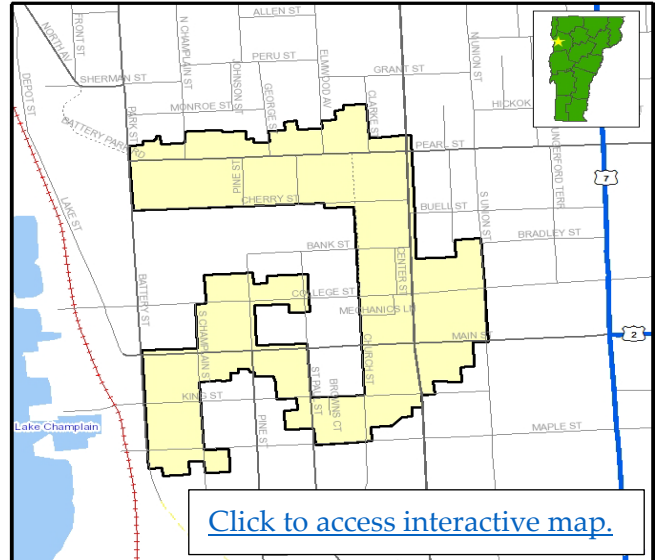 ALLEN ST
FRONT ST
NORTH AV
N CHAMPLAIN ST
JOHNSON ST
PERU ST
ELMWOOD AV
GRANT ST
N UNION ST
SHERMAN ST
DEPOT ST
MONROE ST
GEORGE ST
CLARKE ST
HICKOK
BATTERY PARK RD
PARK ST
PEARL ST
UNGERFORD TERR
PINE ST
7
CHERRY ST
BUELL ST
S UNION ST
LAKE ST
BANK ST
BRADLEY ST
CENTER ST
BATTERY ST
COLLEGE ST
MECHANICS LN
S CHAMPLAIN S
MAIN ST
2
CHURCH ST
KING ST
ST PAUL ST
BROWNS CT
PINE ST
Lake Champlain
MAPLE ST
Click to access interactive map.